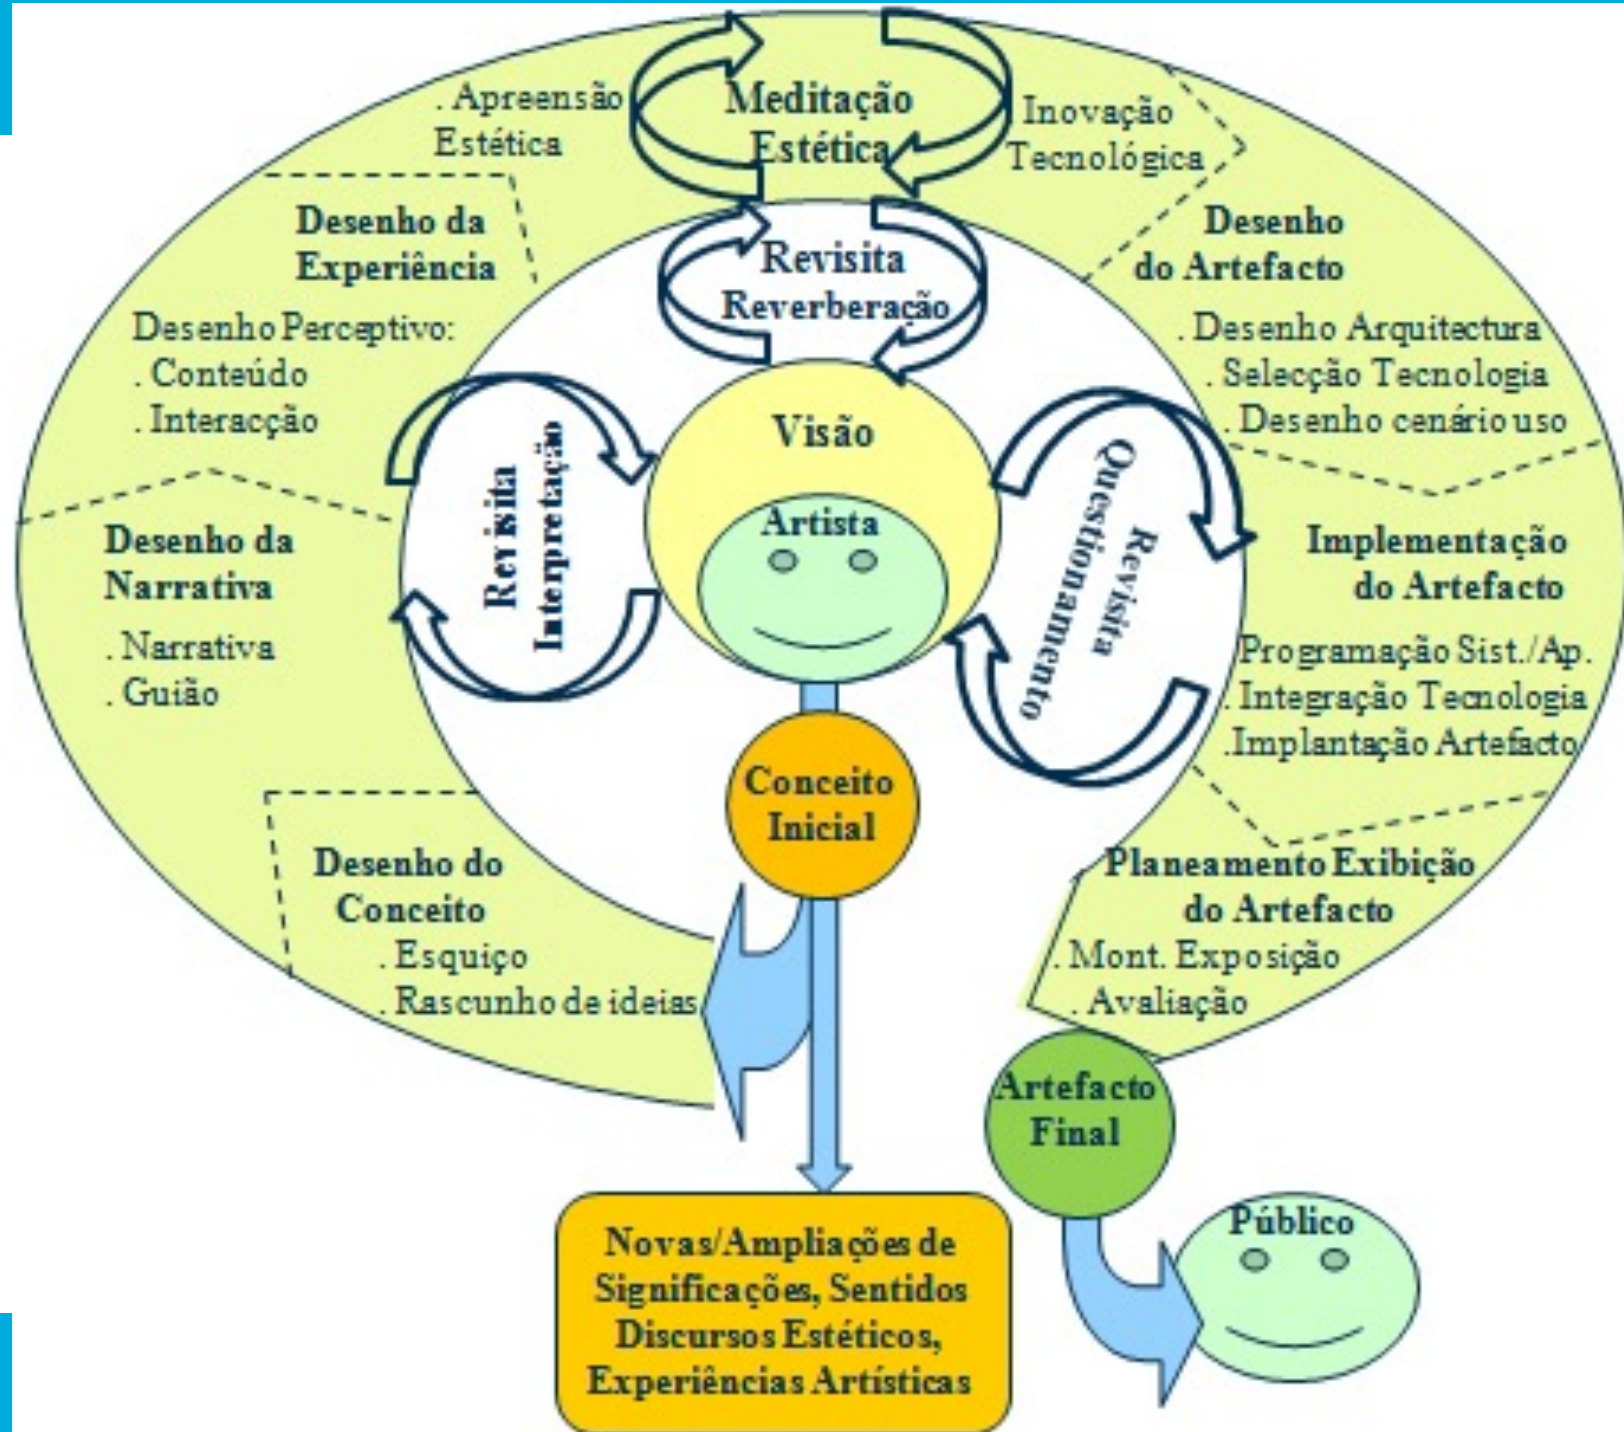 . Apreensão
Estética
Meditação
Estética
Inovação
Tecnológica
Desenho da
Experiência
Desenho Perceptivo:
. Conteúdo
. Interacção
Revisita
Reverberação
Desenho
do Artefacto
. Desenho Arquitectura
. Selecção Tecnologia
. Desenho cenário uso
Visão
Artista
Revisita
Interpretação
Revisita
Questionamento
Desenho da
Narrativa
. Narrativa
. Guião
Implementação
do Artefacto
Programação Sist./Ap.
. Integração Tecnologia
.Implantação Artefacto
Conceito
Inicial
Desenho do
Conceito
. Esquiço
. Rascunho de ideias
Planeamento Exibição
do Artefacto
. Mont. Exposição
. Avaliação
Artefacto
Final
Público
Novas/Ampliações de
Significações, Sentidos
Discursos Estéticos,
Experiências Artísticas